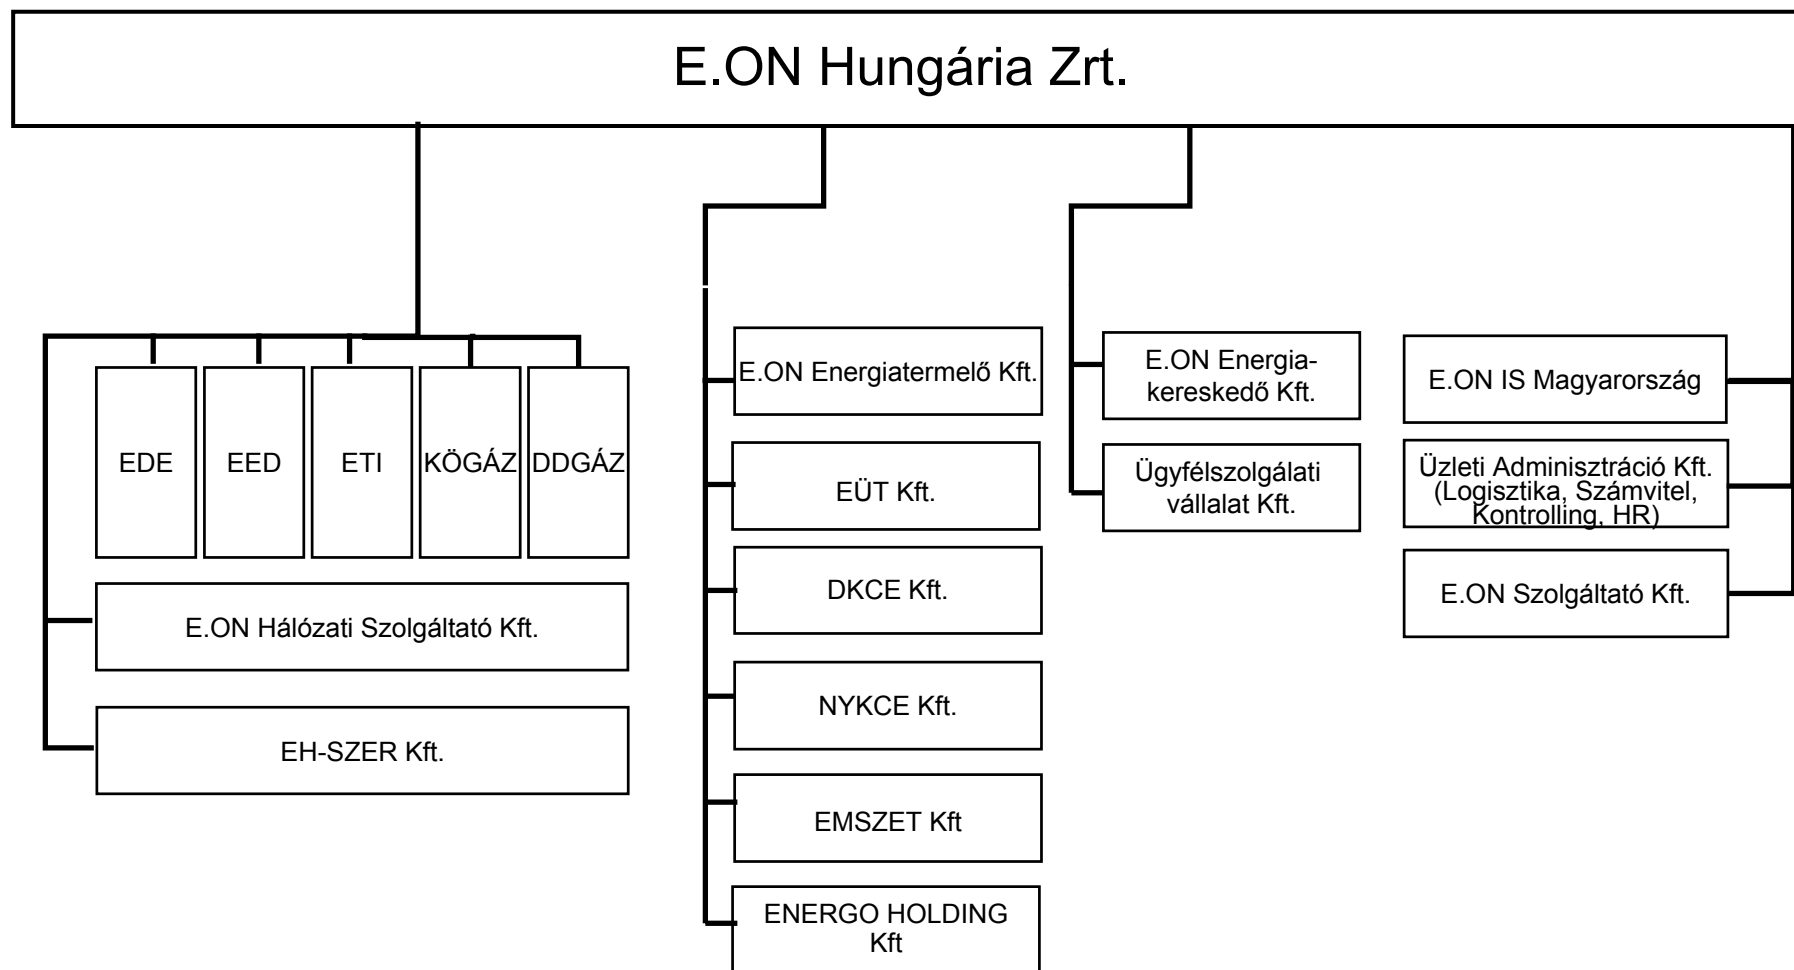 E.ON Hungária Zrt.
EDE
EED
ETI
KÖGÁZ
DDGÁZ
E.ON Hálózati Szolgáltató Kft.
EH-SZER Kft.
E.ON Energiatermelő Kft.
EÜT Kft.
DKCE Kft.
NYKCE Kft.
EMSZET Kft
ENERGO HOLDING
Kft
E.ON Energia-
kereskedő Kft.
Ügyfélszolgálati
vállalat Kft.
E.ON IS Magyarország
Üzleti Adminisztráció Kft.
(Logisztika, Számvitel,
Kontrolling, HR)
E.ON Szolgáltató Kft.